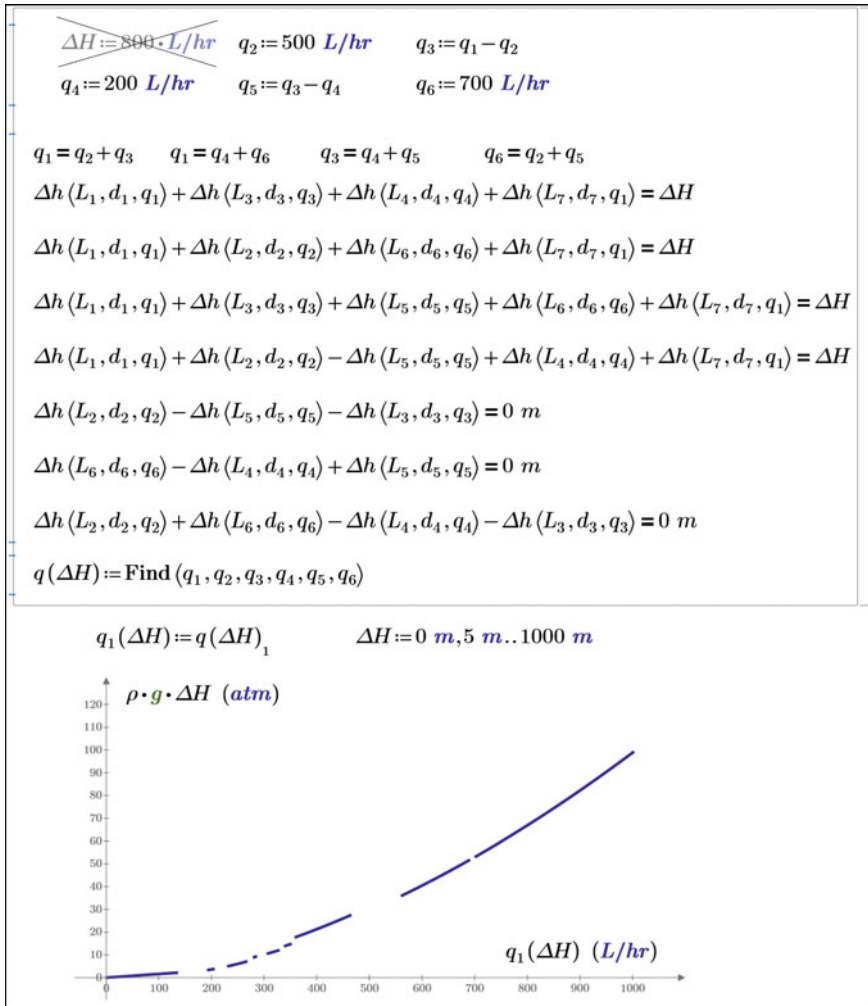 ΔH:=800·L/hr q₂:=500 L/hr q₃:=q₁−q₂
q₄:=200 L/hr q₅:=q₃−q₄ q₆:=700 L/hr
q₁=q₂+q₃ q₁=q₄+q₆ q₃=q₄+q₅ q₆=q₂+q₅
Δh(L₁,d₁,q₁)+Δh(L₃,d₃,q₃)+Δh(L₄,d₄,q₄)+Δh(L₇,d₇,q₁)=ΔH
Δh(L₁,d₁,q₁)+Δh(L₂,d₂,q₂)+Δh(L₆,d₆,q₆)+Δh(L₇,d₇,q₁)=ΔH
Δh(L₁,d₁,q₁)+Δh(L₃,d₃,q₃)+Δh(L₅,d₅,q₅)+Δh(L₆,d₆,q₆)+Δh(L₇,d₇,q₁)=ΔH
Δh(L₁,d₁,q₁)+Δh(L₂,d₂,q₂)−Δh(L₅,d₅,q₅)+Δh(L₄,d₄,q₄)+Δh(L₇,d₇,q₁)=ΔH
Δh(L₂,d₂,q₂)−Δh(L₅,d₅,q₅)−Δh(L₃,d₃,q₃)=0 m
Δh(L₆,d₆,q₆)−Δh(L₄,d₄,q₄)+Δh(L₅,d₅,q₅)=0 m
Δh(L₂,d₂,q₂)+Δh(L₆,d₆,q₆)−Δh(L₄,d₄,q₄)−Δh(L₃,d₃,q₃)=0 m
q(ΔH):=Find(q₁,q₂,q₃,q₄,q₅,q₆)
q₁(ΔH):=q(ΔH)₁ ΔH:=0 m,5 m..1000 m
ρ·g·ΔH (atm)
120
110
100
90
80
70
60
50
40
30
20
10
0
q₁(ΔH) (L/hr)
0 100 200 300 400 500 600 700 800 900 1000